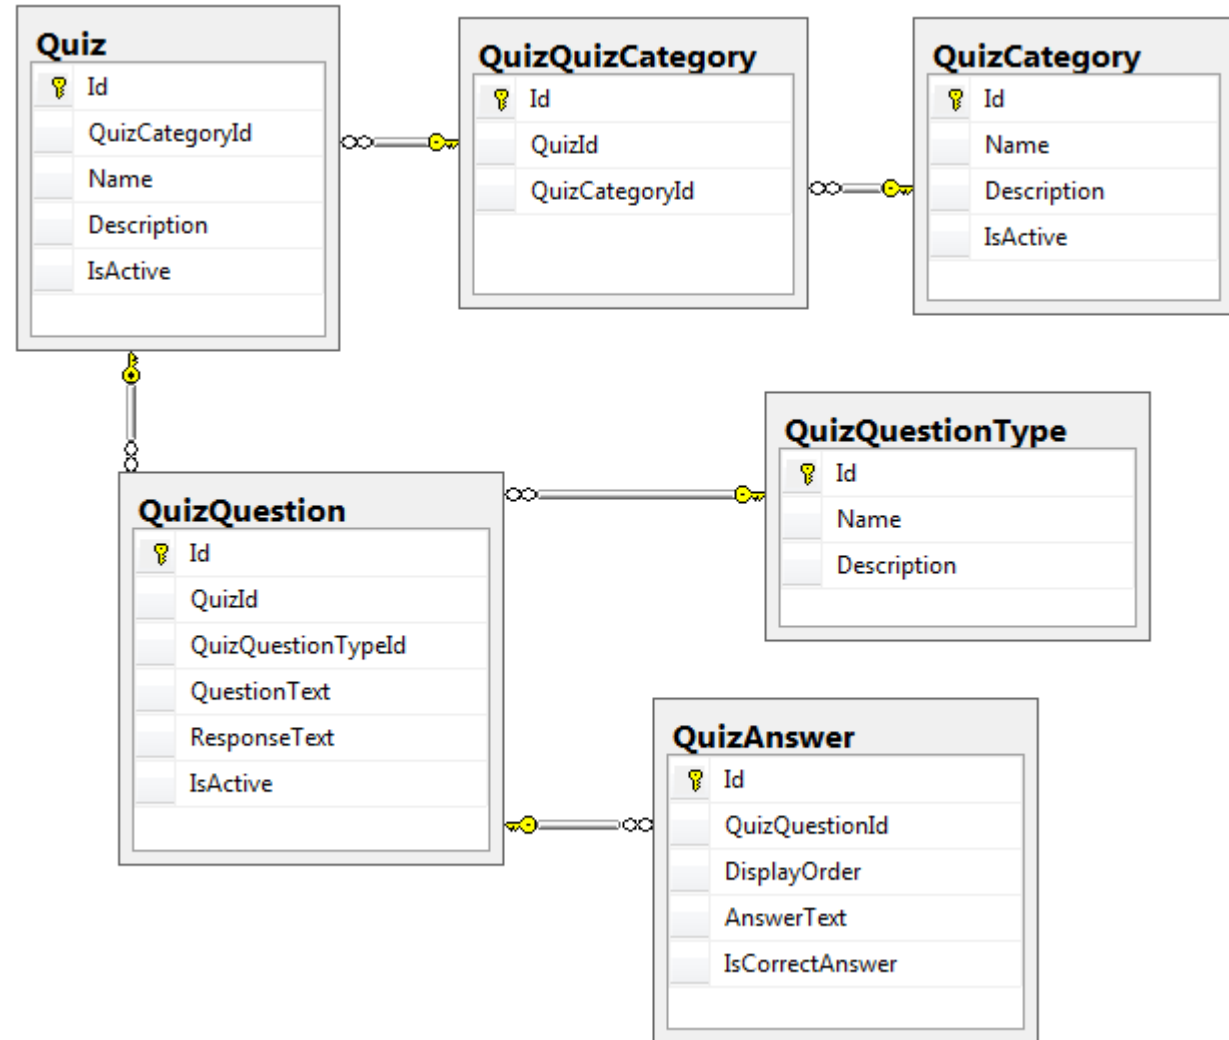 Quiz
Id
QuizCategoryId
Name
Description
IsActive
QuizQuizCategory
Id
QuizId
QuizCategoryId
QuizCategory
Id
Name
Description
IsActive
QuizQuestionType
Id
Name
Description
QuizQuestion
Id
QuizId
QuizQuestionTypeId
QuestionText
ResponseText
IsActive
QuizAnswer
Id
QuizQuestionId
DisplayOrder
AnswerText
IsCorrectAnswer